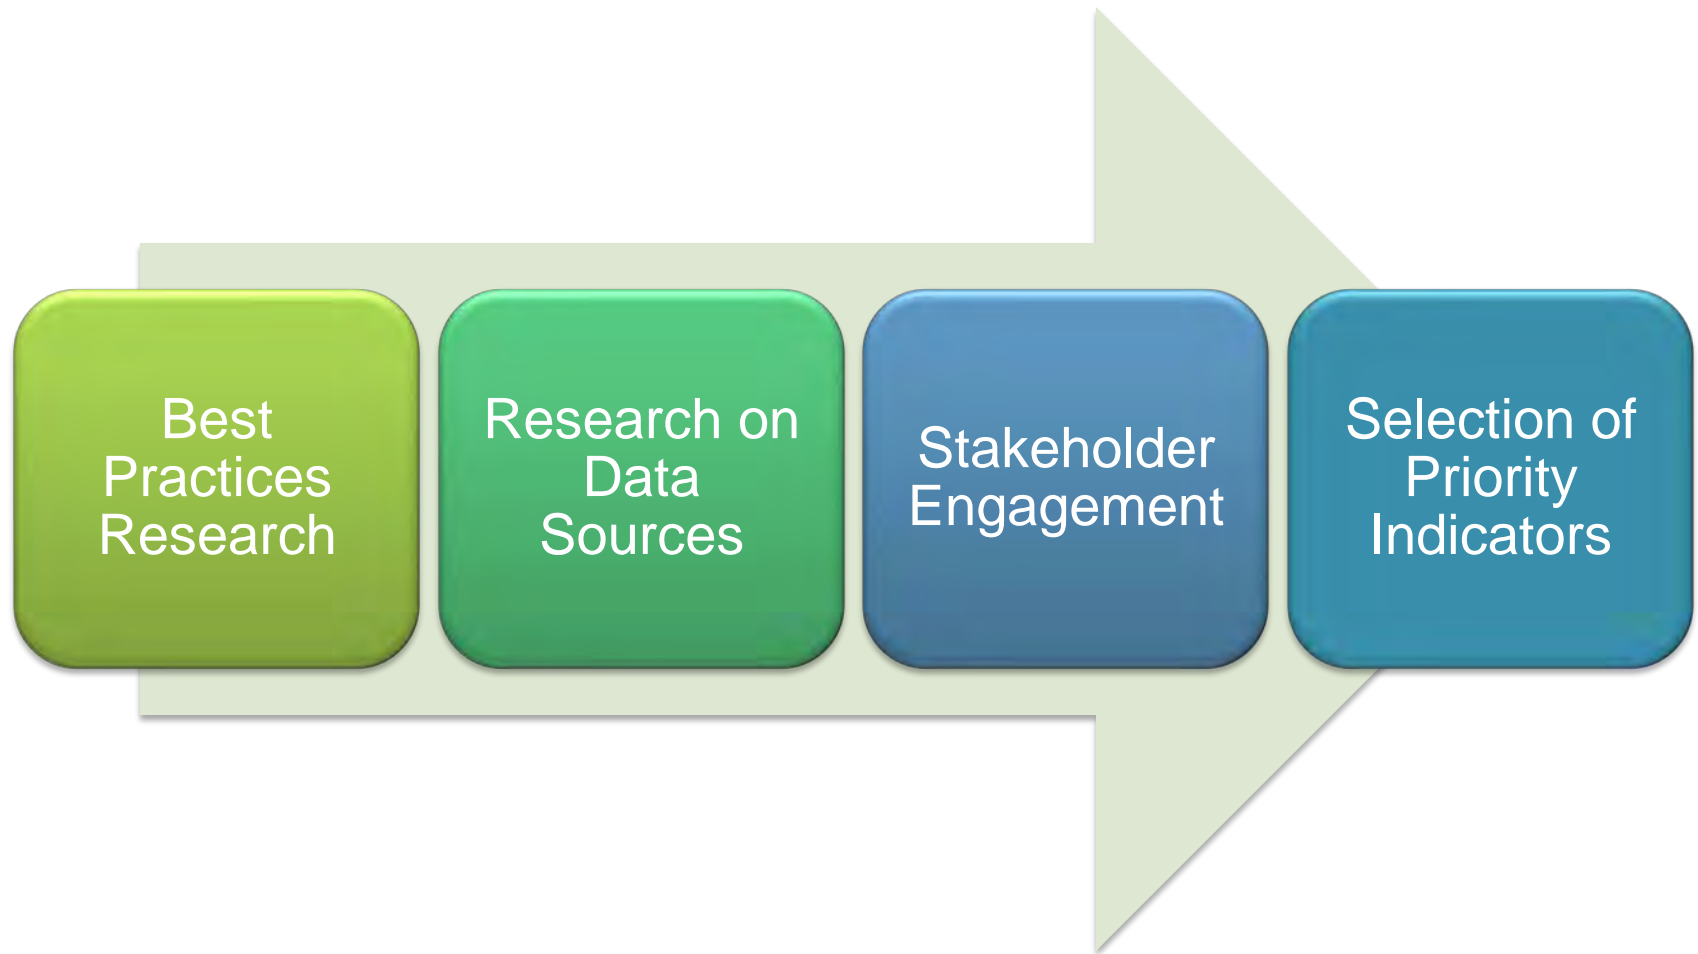 Best
Practices
Research
Research on
Data
Sources
Stakeholder
Engagement
Selection of
Priority
Indicators